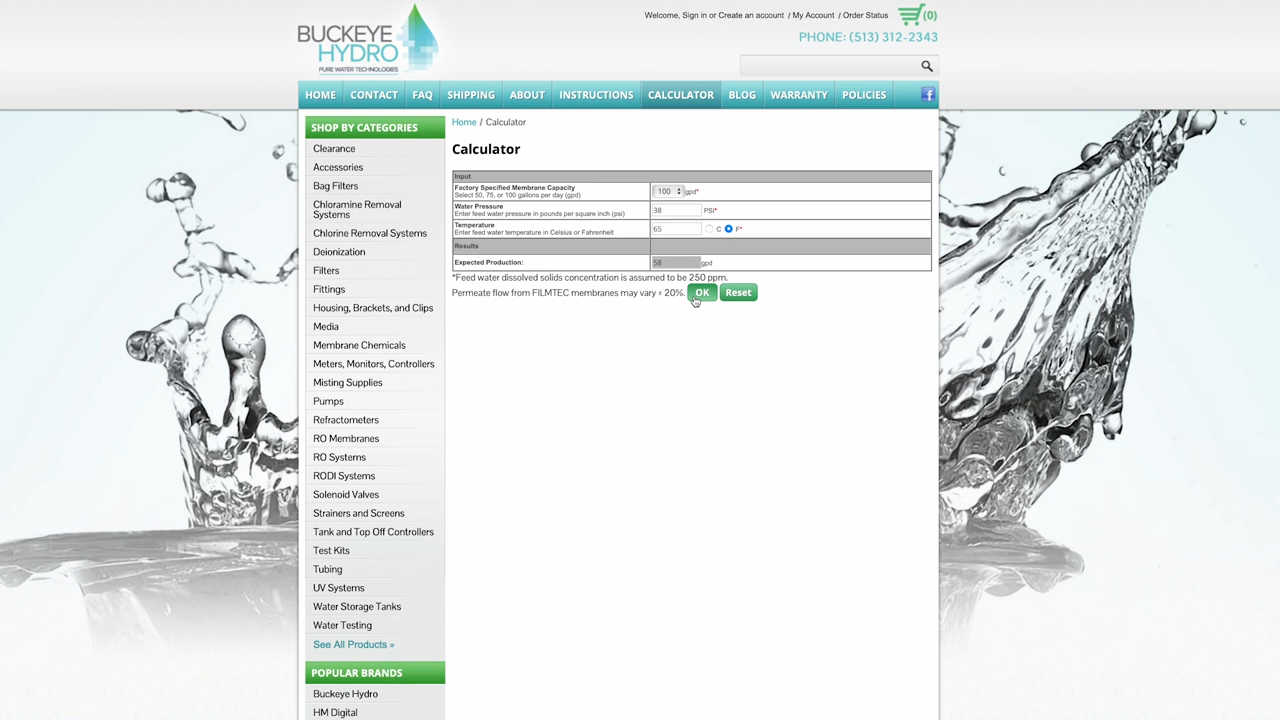 BUCKEYE
HYDRO
PURE WATER TECHNOLOGIES
Welcome, Sign in or Create an account / My Account / Order Status
(0)
PHONE: (513) 312-2343
HOME CONTACT FAQ SHIPPING ABOUT INSTRUCTIONS CALCULATOR BLOG WARRANTY POLICIES f
SHOP BY CATEGORIES
Clearance
Accessories
Bag Filters
Chloramine Removal
Systems
Chlorine Removal Systems
Deionization
Filters
Fittings
Housing, Brackets, and Clips
Media
Membrane Chemicals
Meters, Monitors, Controllers
Misting Supplies
Pumps
Refractometers
RO Membranes
RO Systems
RODI Systems
Solenoid Valves
Strainers and Screens
Tank and Top Off Controllers
Test Kits
Tubing
UV Systems
Water Storage Tanks
Water Testing
See All Products »
POPULAR BRANDS
Buckeye Hydro
HM Digital
Home / Calculator
Calculator
Input
Factory Specified Membrane Capacity
Select 50, 75, or 100 gallons per day (gpd)
100 gpd*
Water Pressure
Enter feed water pressure in pounds per square inch (psi)
38 PSI*
Temperature
Enter feed water temperature in Celsius or Fahrenheit
65 C F*
Results
Expected Production:
58 gpd
*Feed water dissolved solids concentration is assumed to be 250 ppm.
Permeate flow from FILMTEC membranes may vary ± 20%. OK Reset